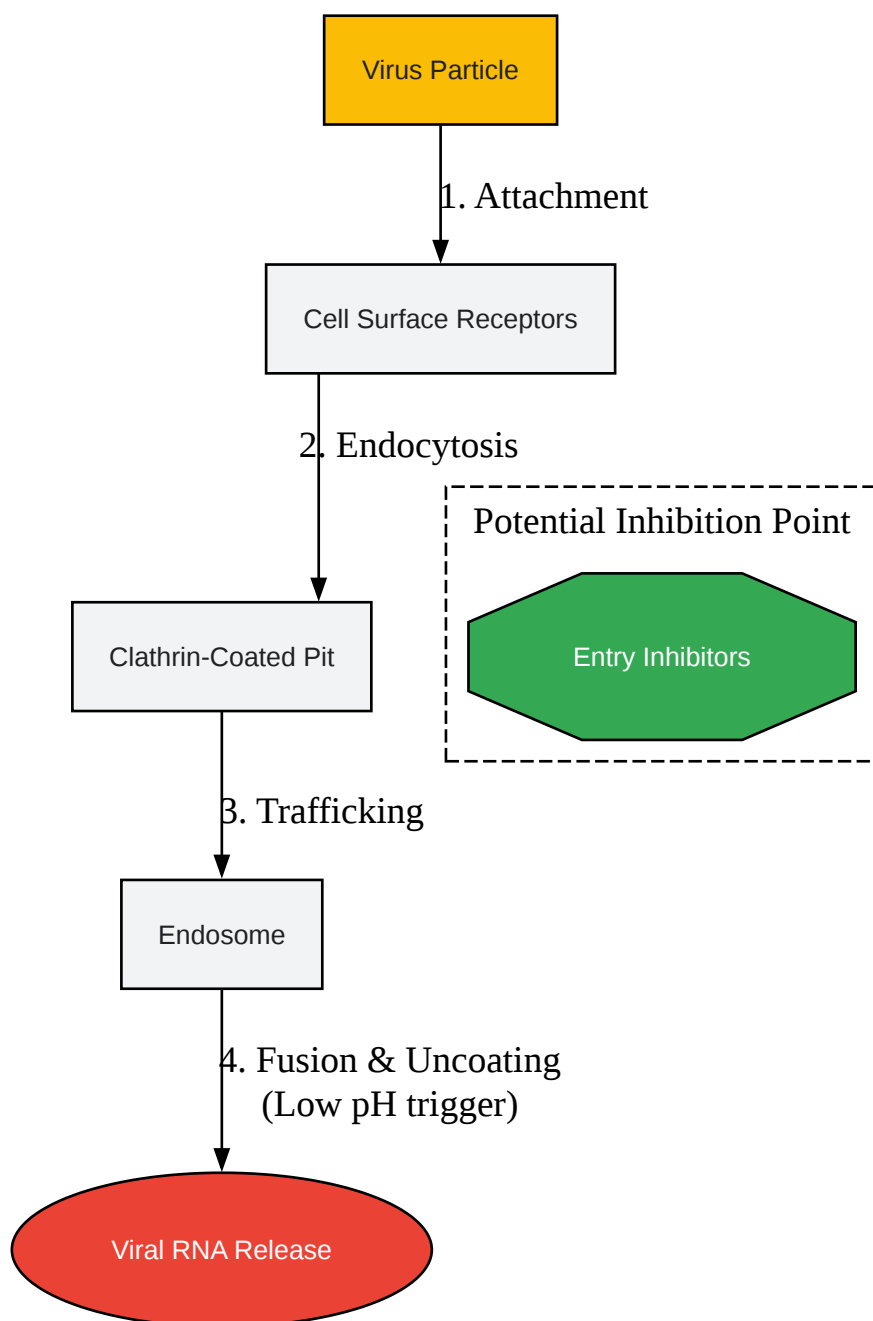 Virus Particle
1. Attachment
Cell Surface Receptors
2. Endocytosis
Potential Inhibition Point
Clathrin-Coated Pit
Entry Inhibitors
3. Trafficking
Endosome
4. Fusion & Uncoating
(Low pH trigger)
Viral RNA Release